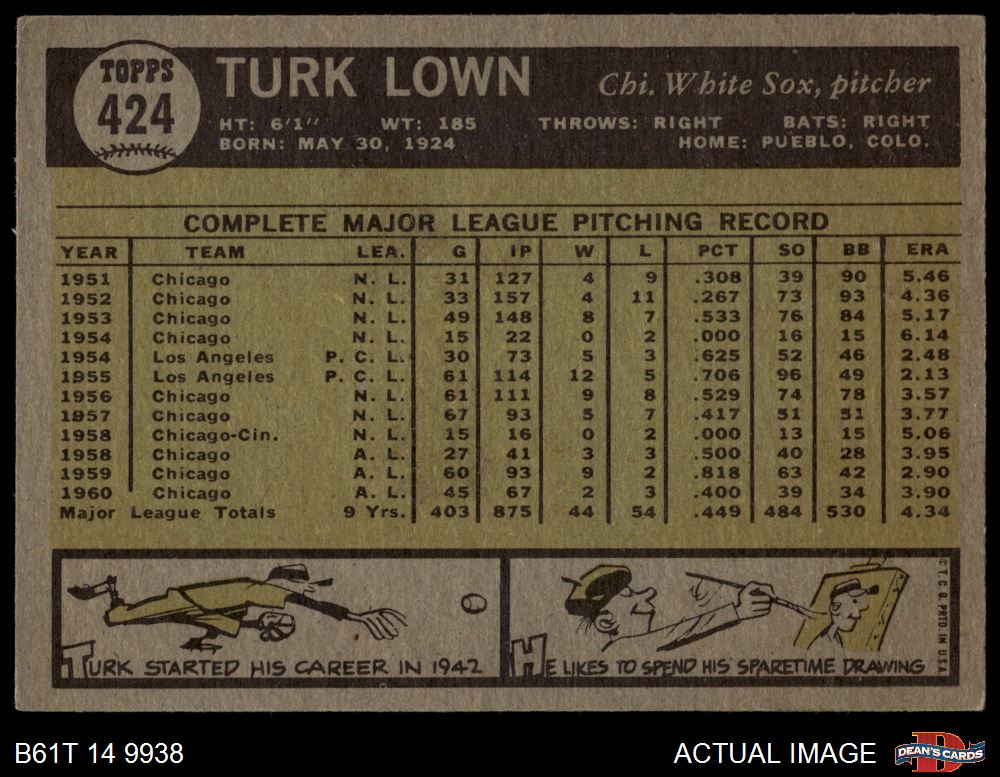 TOPPS
424
TURK LOWN
Chi. White Sox, pitcher
HT: 6'1" WT: 185 THROWS: RIGHT BATS: RIGHT
BORN: MAY 30, 1924 HOME: PUEBLO, COLO.
COMPLETE MAJOR LEAGUE PITCHING RECORD
YEAR TEAM LEA. G IP W L PCT SO BB ERA
1951 Chicago N. L. 31 127 4 9 .308 39 90 5.46
1952 Chicago N. L. 33 157 4 11 .267 73 93 4.36
1953 Chicago N. L. 49 148 8 7 .533 76 84 5.17
1954 Chicago N. L. 15 22 0 2 .000 16 15 6.14
1954 Los Angeles P. C. L. 30 73 5 3 .625 52 46 2.48
1955 Los Angeles P. C. L. 61 114 12 5 .706 96 49 2.13
1956 Chicago N. L. 61 111 9 8 .529 74 78 3.57
1957 Chicago N. L. 67 93 5 7 .417 51 51 3.77
1958 Chicago-Cin. N. L. 15 16 0 2 .000 13 15 5.06
1958 Chicago A. L. 27 41 3 3 .500 40 28 3.95
1959 Chicago A. L. 60 93 9 2 .818 63 42 2.90
1960 Chicago A. L. 45 67 2 3 .400 39 34 3.90
Major League Totals 9 Yrs. 403 875 44 54 .449 484 530 4.34
TURK STARTED HIS CAREER IN 1942
HE LIKES TO SPEND HIS SPARETIME DRAWING
© T. C. G. PRTD. IN U.S.A.
B61T 14 9938
ACTUAL IMAGE
DEAN'S CARDS